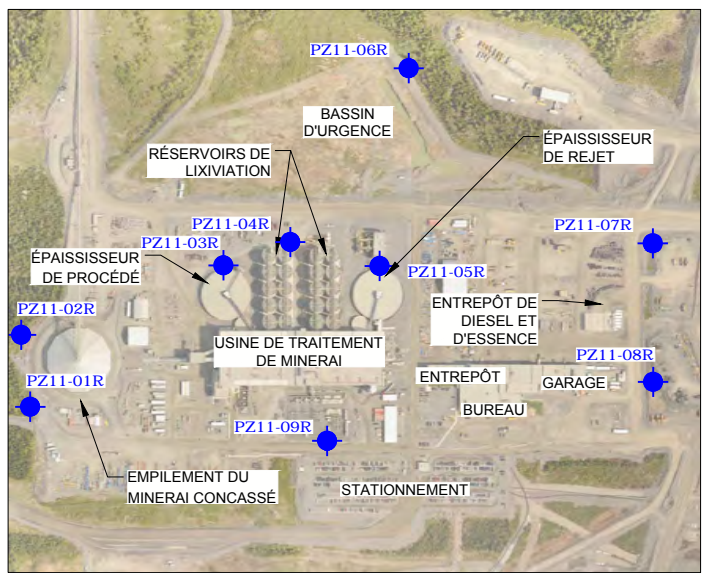 PZ11-06R
BASSIN
D'URGENCE
ÉPAISSISSEUR
DE REJET
RÉSERVOIRS DE
LIXIVIATION
PZ11-04R
PZ11-03R
PZ11-07R
ÉPAISSISSEUR
DE PROCÉDÉ
PZ11-05R
ENTREPÔT DE
DIESEL ET
D'ESSENCE
PZ11-02R
USINE DE TRAITEMENT
DE MINERAI
PZ11-08R
PZ11-01R
ENTREPÔT
GARAGE
BUREAU
PZ11-09R
EMPILEMENT DU
MINERAI CONCASSÉ
STATIONNEMENT